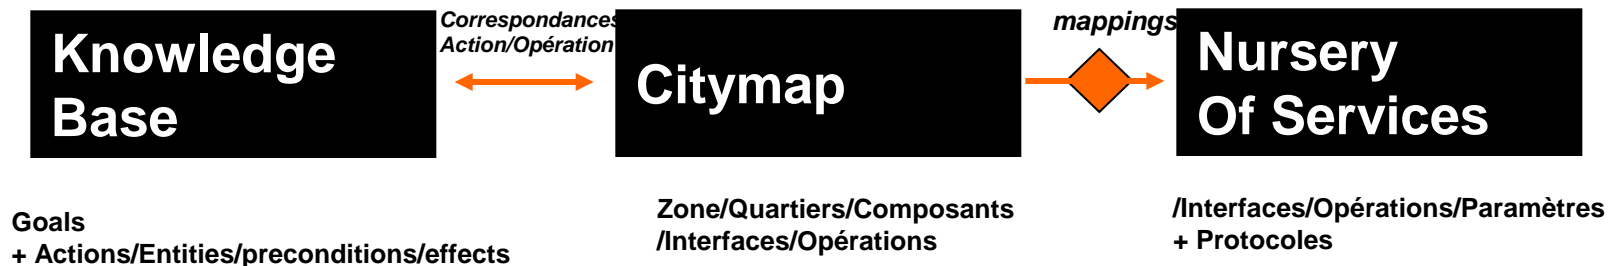 Knowledge
Base
Correspondances
Action/Opération
Citymap
mappings
Nursery
Of Services
Goals
+ Actions/Entities/preconditions/effects
Zone/Quartiers/Composants
/Interfaces/Opérations
/Interfaces/Opérations/Paramètres
+ Protocoles